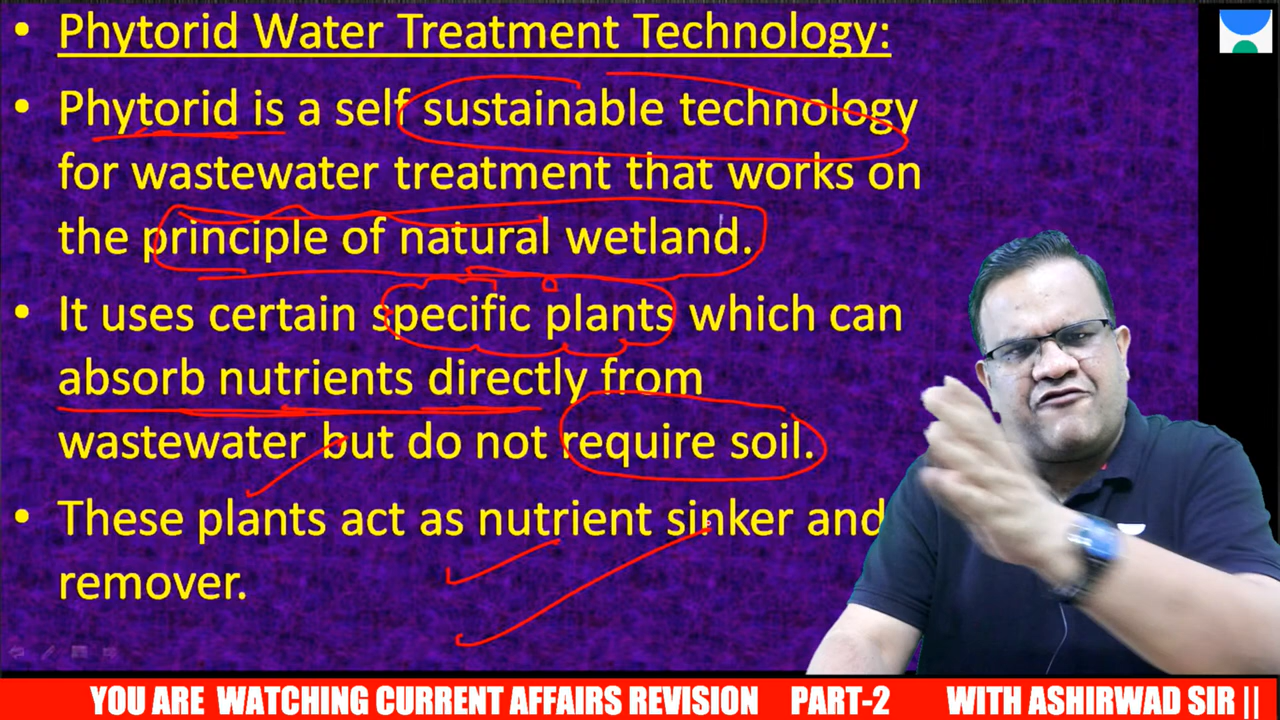 • Phytorid Water Treatment Technology:
• Phytorid is a self sustainable technology
for wastewater treatment that works on
the principle of natural wetland.
• It uses certain specific plants which can
absorb nutrients directly from
wastewater but do not require soil.
• These plants act as nutrient sinker and
remover.
YOU ARE WATCHING CURRENT AFFAIRS REVISION PART-2 WITH ASHIRWAD SIR ||